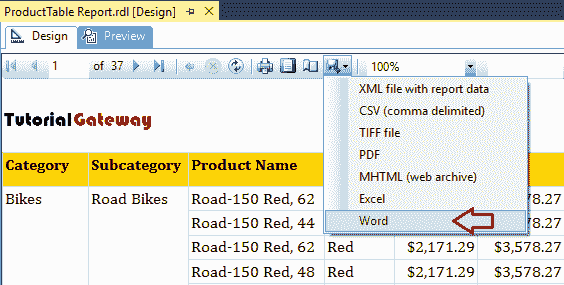 ProductTable Report.rdl [Design]
Design Preview
1 of 37 100%
XML file with report data
CSV (comma delimited)
TIFF file
PDF
MHTML (web archive)
Excel
Word
TutorialGateway
Category Subcategory Product Name
Bikes Road Bikes Road-150 Red, 62 8.27
Road-150 Red, 44 8.27
Road-150 Red, 62 Red $2,171.29 $3,578.27
Road-150 Red, 48 Red $2,171.29 $3,578.27